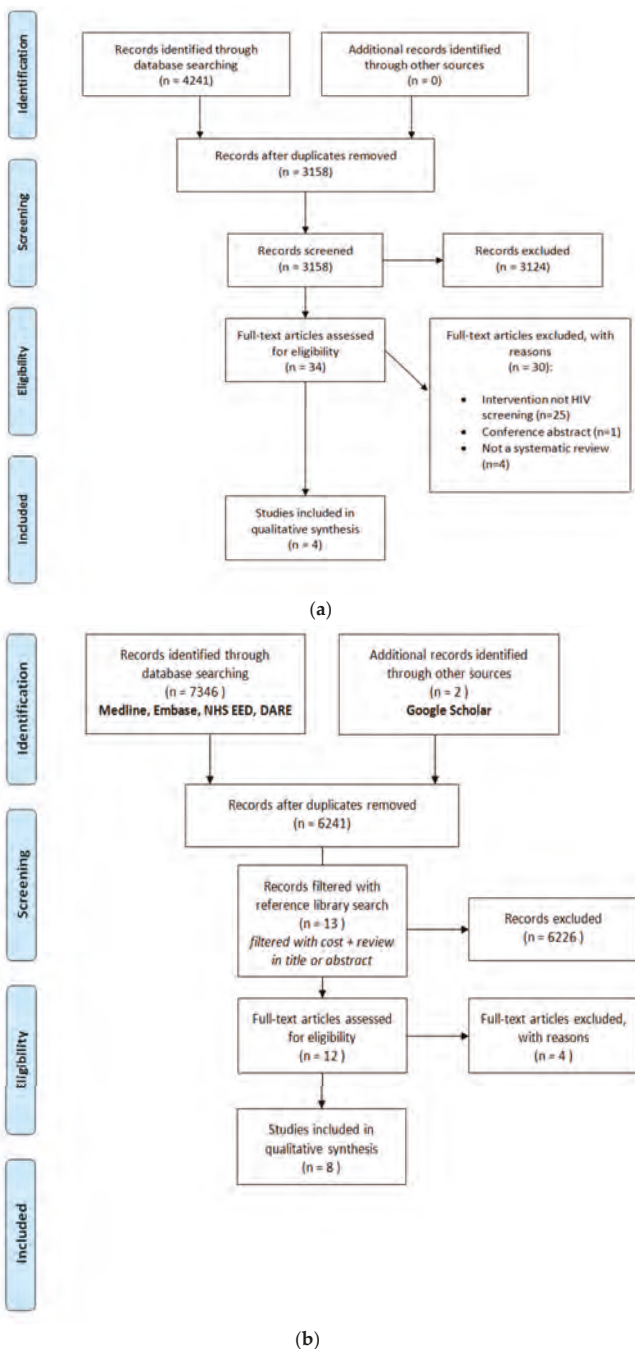 Identification
Records identified through
database searching
(n = 4241)
Additional records identified
through other sources
(n = 0)
Records after duplicates removed
(n = 3158)
Screening
Records screened
(n = 3158)
Records excluded
(n = 3124)
Eligibility
Full-text articles assessed
for eligibility
(n = 34)
Full-text articles excluded, with
reasons
(n = 30):
• Intervention not HIV
screening (n=25)
• Conference abstract (n=1)
• Not a systematic review
(n=4)
Included
Studies included in
qualitative synthesis
(n = 4)
(a)
Identification
Records identified through
database searching
(n = 7346 )
Medline, Embase, NHS EED, DARE
Additional records identified
through other sources
(n = 2 )
Google Scholar
Records after duplicates removed
(n = 6241)
Screening
Records filtered with
reference library search
(n = 13 )
filtered with cost + review
in title or abstract
Records excluded
(n = 6226 )
Eligibility
Full-text articles assessed
for eligibility
(n = 12 )
Full-text articles excluded,
with reasons
(n = 4 )
Studies included in
qualitative synthesis
(n = 8 )
Included
(b)